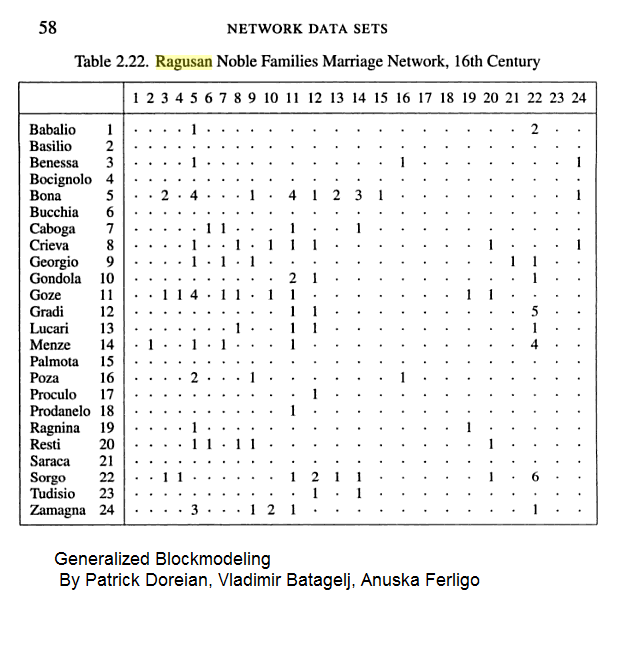 58 NETWORK DATA SETS
Table 2.22. Ragusan Noble Families Marriage Network, 16th Century
1 2 3 4 5 6 7 8 9 10 11 12 13 14 15 16 17 18 19 20 21 22 23 24
Babalio 1 · · · · 1 · · · · · · · · · · · · · · · · 2 · ·
Basilio 2 · · · · · · · · · · · · · · · · · · · · · · · ·
Benessa 3 · · · · 1 · · · · · · · · · · 1 · · · · · · · 1
Bocignolo 4 · · · · · · · · · · · · · · · · · · · · · · · ·
Bona 5 · · 2 · 4 · · · 1 · 4 1 2 3 1 · · · · · · · · 1
Bucchia 6 · · · · · · · · · · · · · · · · · · · · · · · ·
Caboga 7 · · · · · 1 1 · · · 1 · · 1 · · · · · · · · · ·
Crieva 8 · · · · 1 · · 1 · 1 1 1 · · · · · · · 1 · · · 1
Georgio 9 · · · · 1 · 1 · 1 · · · · · · · · · · · 1 1 · ·
Gondola 10 · · · · · · · · · · 2 1 · · · · · · · · · 1 · ·
Goze 11 · · 1 1 4 · 1 1 · 1 1 · · · · · · · 1 1 · · · ·
Gradi 12 · · · · · · · · · · 1 1 · · · · · · · · · 5 · ·
Lucari 13 · · · · · · · 1 · · 1 1 · · · · · · · · · 1 · ·
Menze 14 · 1 · · 1 · 1 · · · 1 · · · · · · · · · · 4 · ·
Palmota 15 · · · · · · · · · · · · · · · · · · · · · · · ·
Poza 16 · · · · 2 · · · 1 · · · · · · 1 · · · · · · · ·
Proculo 17 · · · · · · · · · · · 1 · · · · · · · · · · · ·
Prodanelo 18 · · · · · · · · · · 1 · · · · · · · · · · · · ·
Ragnina 19 · · · · 1 · · · · · · · · · · · · · 1 · · · · ·
Resti 20 · · · · 1 1 · 1 1 · · · · · · · · · · 1 · · · ·
Saraca 21 · · · · · · · · · · · · · · · · · · · · · · · ·
Sorgo 22 · · 1 1 · · · · · · 1 2 1 1 · · · · · 1 · 6 · ·
Tudisio 23 · · · · · · · · · · · 1 · 1 · · · · · · · · · ·
Zamagna 24 · · · · 3 · · · 1 2 1 · · · · · · · · · · 1 · ·
Generalized Blockmodeling
By Patrick Doreian, Vladimir Batagelj, Anuska Ferligo